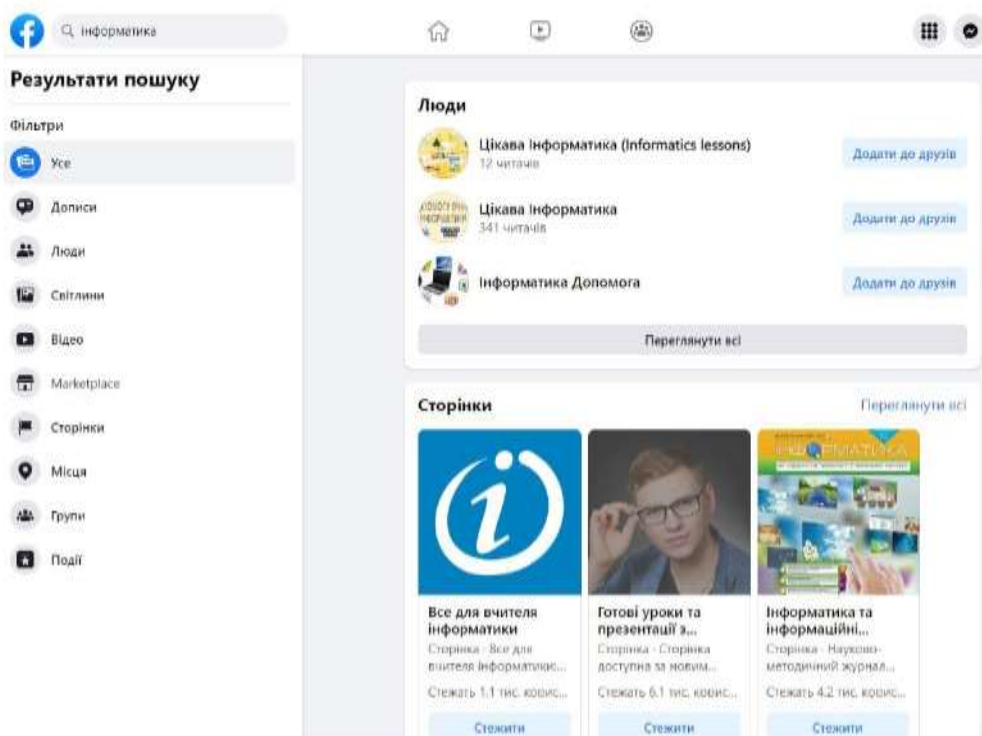 інформатика
Результати пошуку
Фільтри
Усе
Дописи
Люди
Світлини
Відео
Marketplace
Сторінки
Місця
Групи
Події
Люди
Цікава Інформатика (Informatics lessons)
12 читачів
Додати до друзів
Цікава Інформатика
341 читачів
Додати до друзів
Інформатика Допомога
Додати до друзів
Переглянути всі
Сторінки
Переглянути всі
ІНФОРМАТИКА
Все для вчителя
інформатики
Сторінка · Все для
вчителя інформатики...
Стежать 1.1 тис. корис...
Стежити
Готові уроки та
презентації з...
Сторінка · Сторінка
доступна за новим...
Стежать 6.1 тис. корис...
Стежити
Інформатика та
інформаційні...
Сторінка · Науково-
методичний журнал...
Стежать 4.2 тис. корис...
Стежити